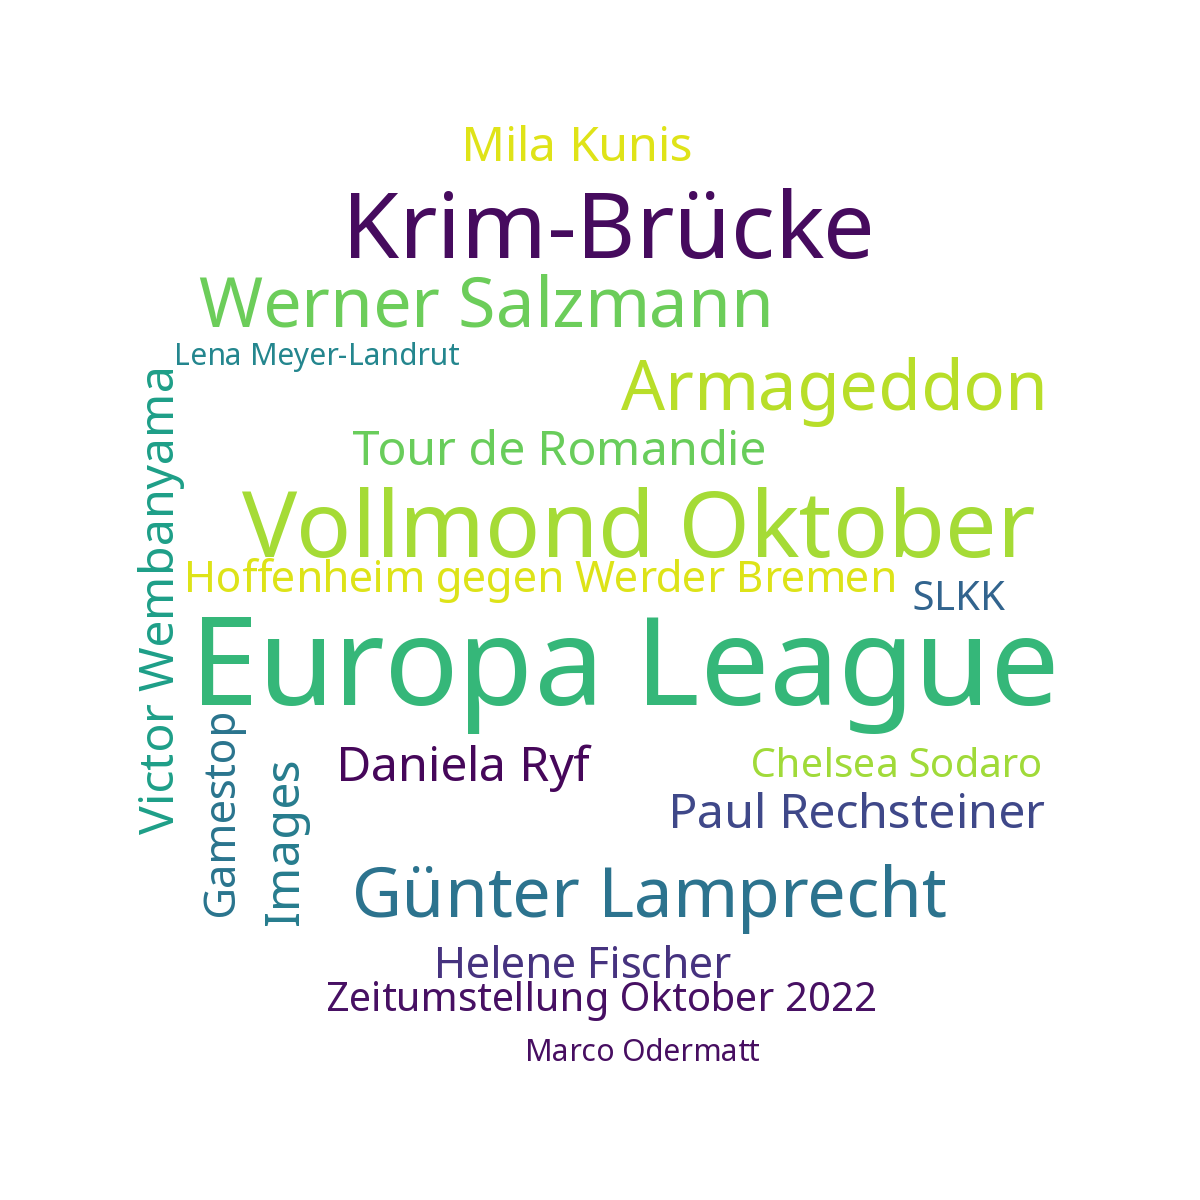 Mila Kunis
Krim-Brücke
Werner Salzmann
Lena Meyer-Landrut
Armageddon
Victor Wembanyama
Tour de Romandie
Vollmond Oktober
Hoffenheim gegen Werder Bremen
SLKK
Europa League
Gamestop
Images
Daniela Ryf
Chelsea Sodaro
Paul Rechsteiner
Günter Lamprecht
Helene Fischer
Zeitumstellung Oktober 2022
Marco Odermatt